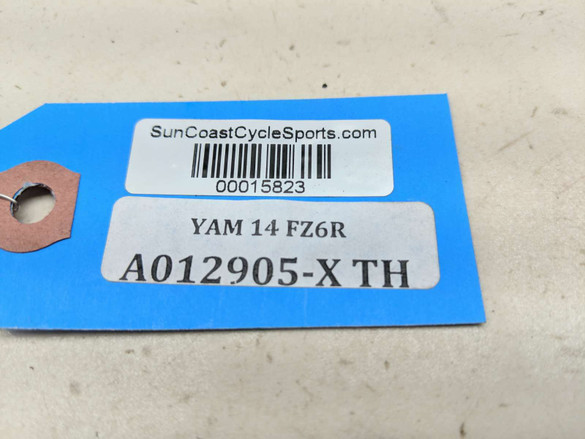 SunCoastCycleSports.com
00015823
YAM 14 FZ6R
A012905-X TH